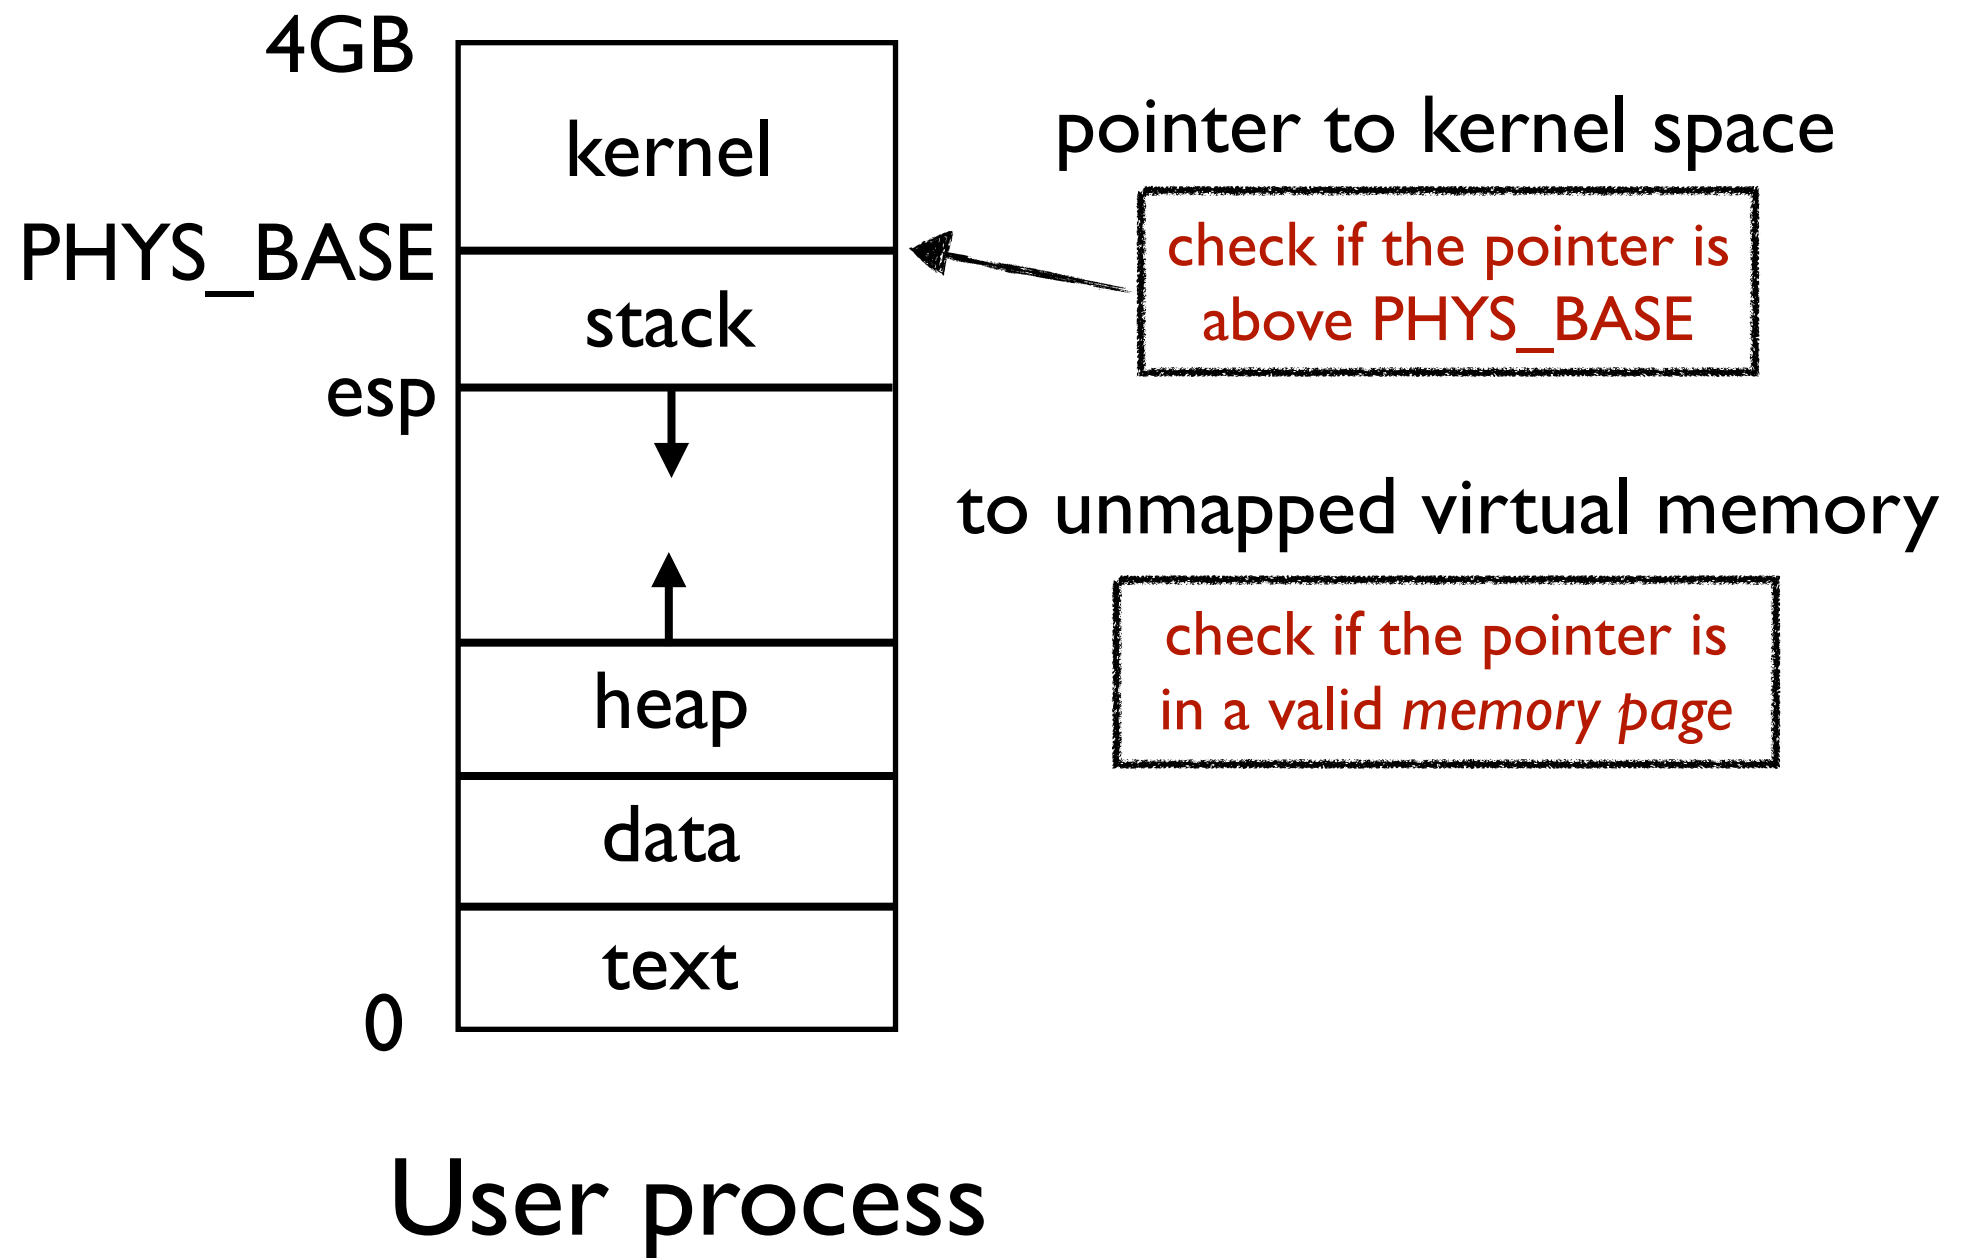 4GB
kernel
PHYS_BASE
stack
esp
heap
data
text
0
pointer to kernel space
check if the pointer is
above PHYS_BASE
to unmapped virtual memory
check if the pointer is
in a valid memory page
User process